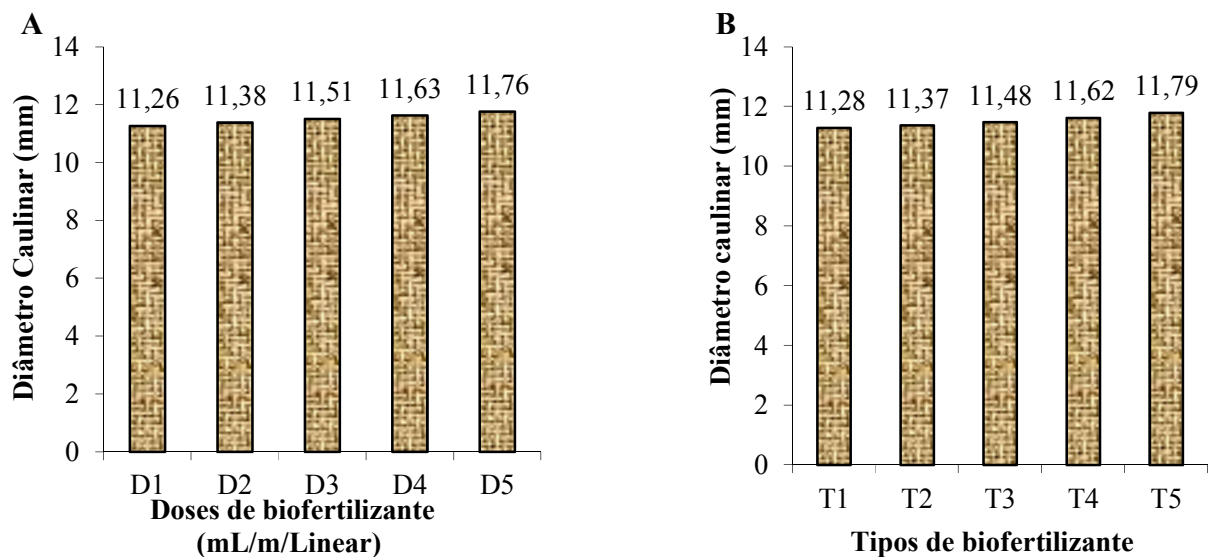 A
14
12
10
8
6
4
2
0
Diâmetro Caulinar (mm)
11,26 11,38 11,51 11,63 11,76
D1 D2 D3 D4 D5
Doses de biofertilizante
(mL/m/Linear)
B
14
12
10
8
6
4
2
0
Diâmetro caulinar (mm)
11,28 11,37 11,48 11,62 11,79
T1 T2 T3 T4 T5
Tipos de biofertilizante